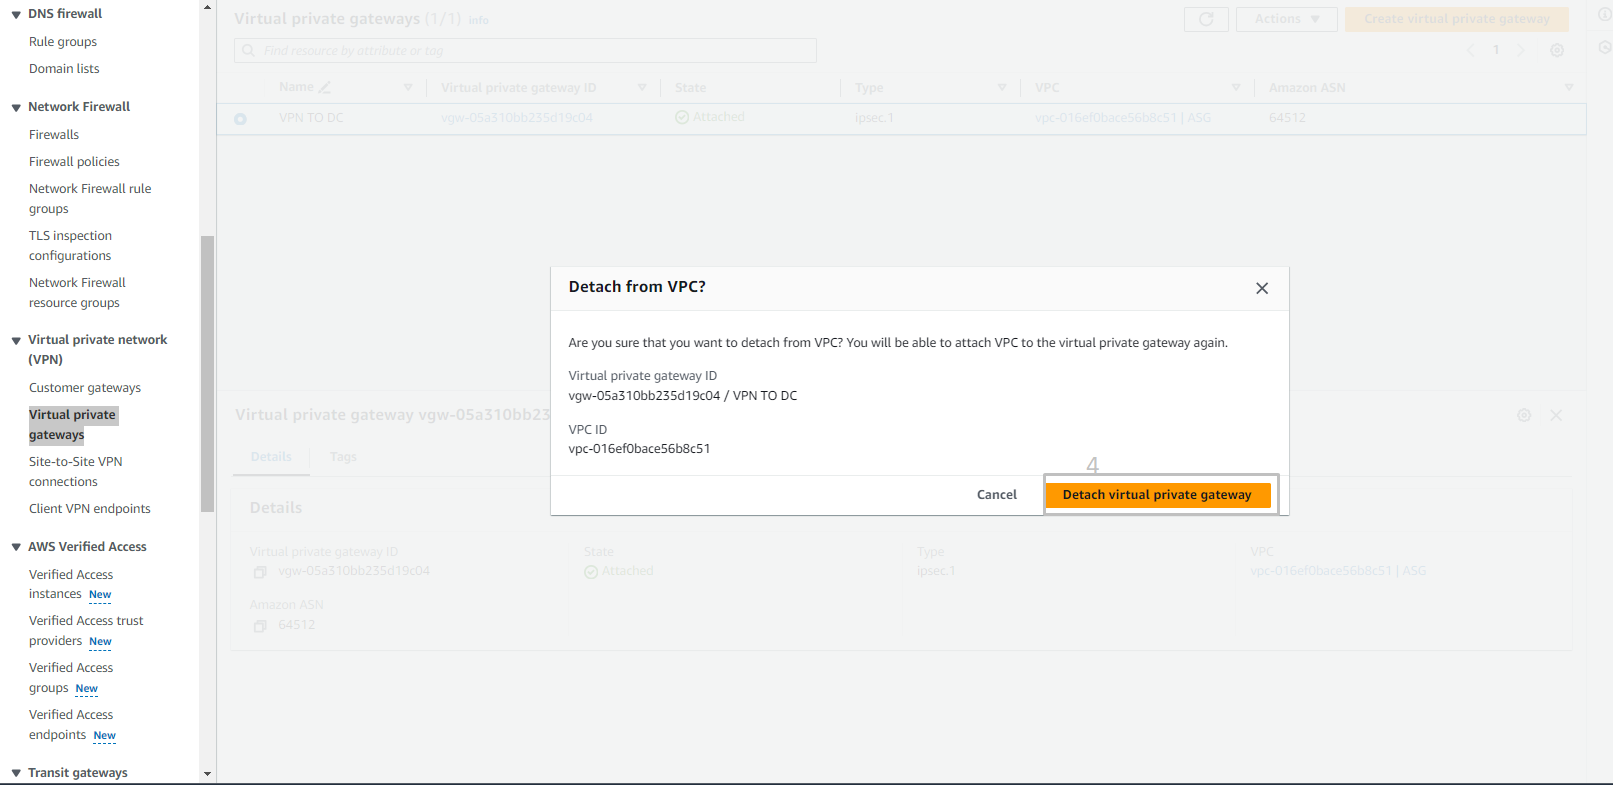 DNS firewall
Rule groups
Domain lists
Network Firewall
Firewalls
Firewall policies
Network Firewall rule
groups
TLS inspection
configurations
Network Firewall
resource groups
Virtual private network
(VPN)
Customer gateways
Virtual private
gateways
Site-to-Site VPN
connections
Client VPN endpoints
AWS Verified Access
Verified Access
instances New
Verified Access trust
providers New
Verified Access
groups New
Verified Access
endpoints New
Transit gateways
Virtual private gateways (1/1) Info
Actions
Create virtual private gateway
Find resource by attribute or tag
1
Name Virtual private gateway ID State Type VPC Amazon ASN
VPN TO DC vgw-05a310bb235d19c04 Attached ipsec.1 vpc-016ef0bace56b8c51 | ASG 64512
Detach from VPC?
Are you sure that you want to detach from VPC? You will be able to attach VPC to the virtual private gateway again.
Virtual private gateway ID
vgw-05a310bb235d19c04 / VPN TO DC
VPC ID
vpc-016ef0bace56b8c51
4
Cancel Detach virtual private gateway
Virtual private gateway vgw-05a310bb235d19c04
Details Tags
Details
Virtual private gateway ID State Type VPC
vgw-05a310bb235d19c04 Attached ipsec.1 vpc-016ef0bace56b8c51 | ASG
Amazon ASN
64512